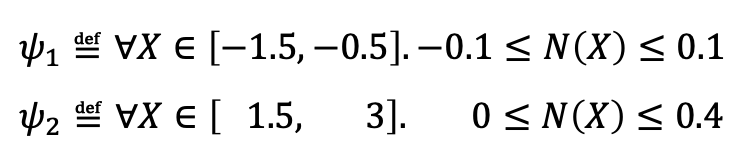 ψ₁ ≝ ∀X ∈ [−1.5, −0.5]. −0.1 ≤ N(X) ≤ 0.1
ψ₂ ≝ ∀X ∈ [ 1.5, 3]. 0 ≤ N(X) ≤ 0.4